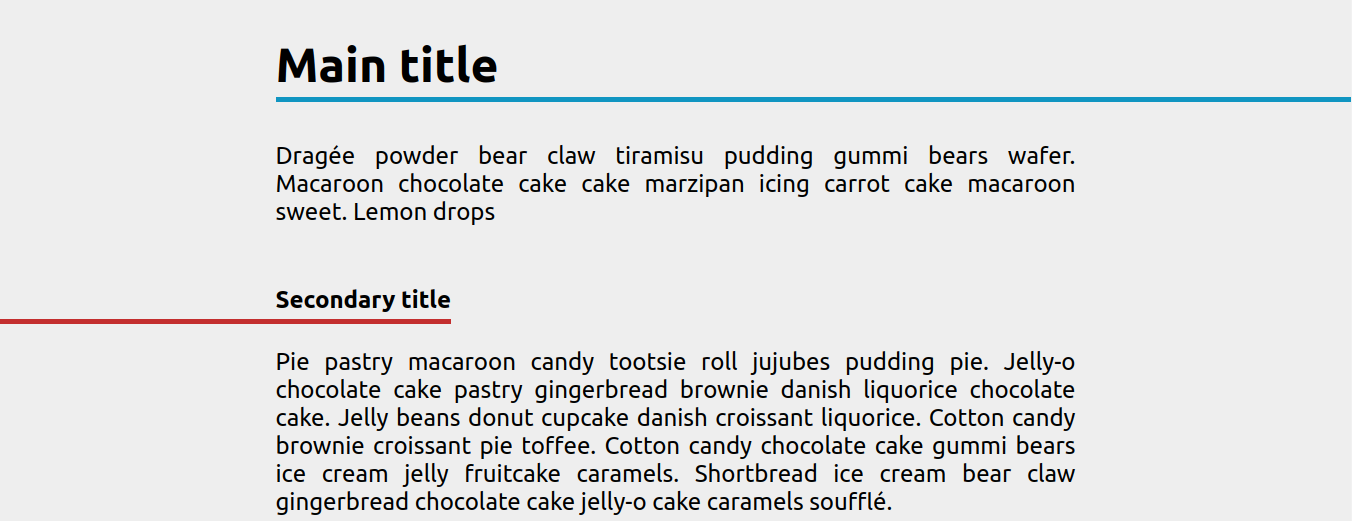 Main title
Dragée powder bear claw tiramisu pudding gummi bears wafer.
Macaroon chocolate cake cake marzipan icing carrot cake macaroon
sweet. Lemon drops
Secondary title
Pie pastry macaroon candy tootsie roll jujubes pudding pie. Jelly-o
chocolate cake pastry gingerbread brownie danish liquorice chocolate
cake. Jelly beans donut cupcake danish croissant liquorice. Cotton candy
brownie croissant pie toffee. Cotton candy chocolate cake gummi bears
ice cream jelly fruitcake caramels. Shortbread ice cream bear claw
gingerbread chocolate cake jelly-o cake caramels soufflé.